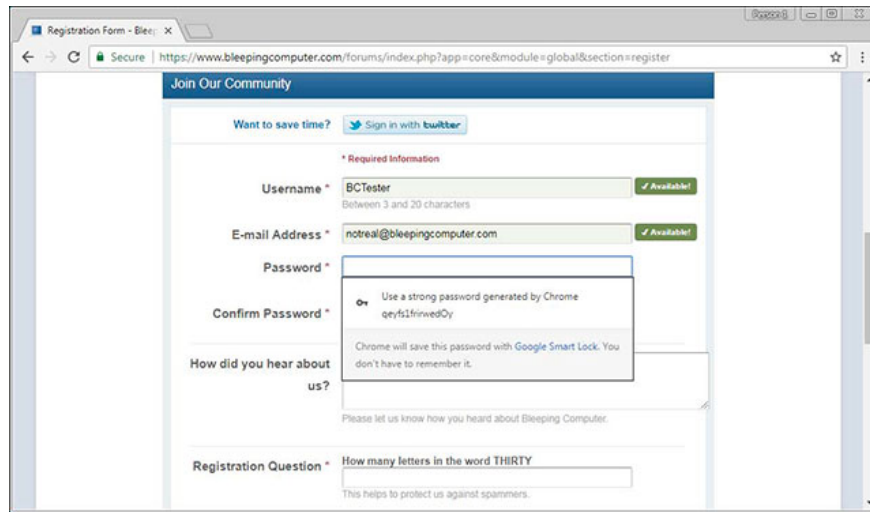 Registration Form - Bleep
Secure | https://www.bleepingcomputer.com/forums/index.php?app=core&module=global&section=register
Join Our Community
Want to save time?
Sign in with twitter
* Required Information
Username *
BCTester
✓ Available!
Between 3 and 20 characters
E-mail Address *
notreal@bleepingcomputer.com
✓ Available!
Password *
Use a strong password generated by Chrome
Confirm Password *
Chrome will save this password with Google Smart Lock. You
don't have to remember it.
How did you hear about
us?
Please let us know how you heard about Bleeping Computer.
Registration Question *
How many letters in the word THIRTY
This helps to protect us against spammers.